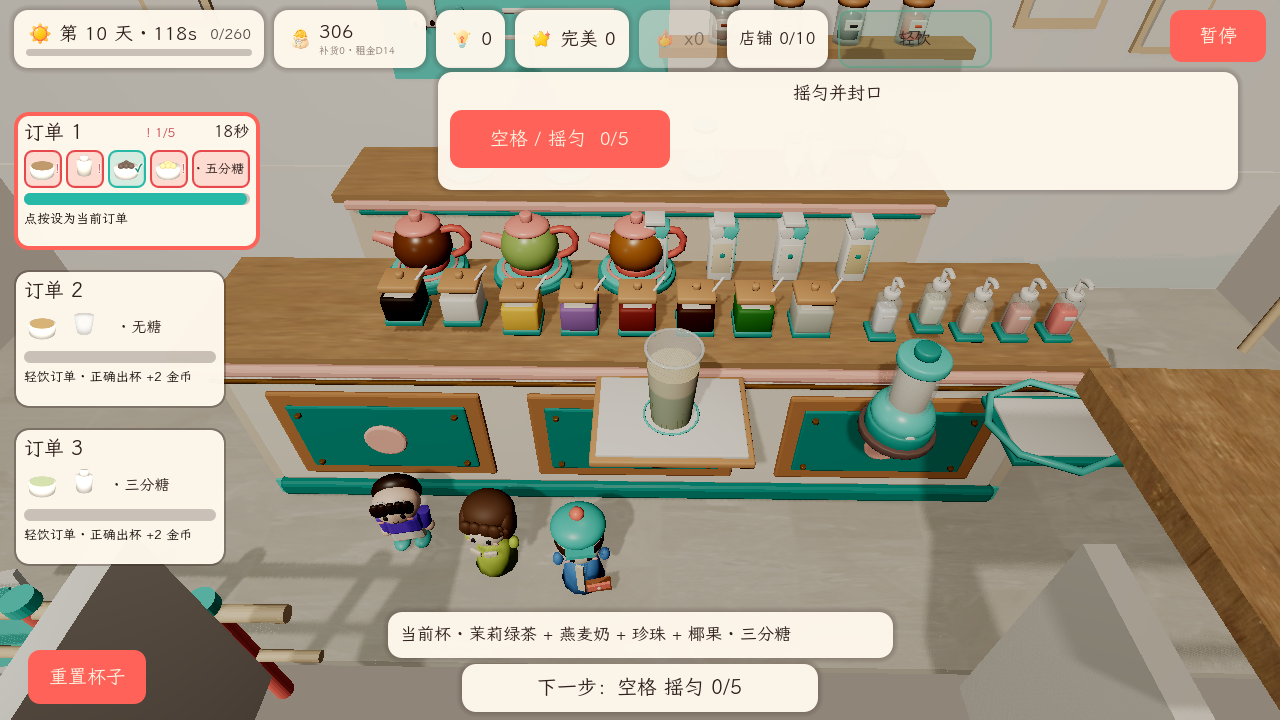 第 10 天・118s 0/260
306
补货0・租金D14
0
完美 0
x0
店铺 0/10
轻饮
暂停
摇匀并封口
空格 / 摇匀 0/5
订单 1 ! 1/5 18秒
! ! ✓ ! ・五分糖
点按设为当前订单
订单 2
・无糖
轻饮订单・正确出杯 +2 金币
订单 3
・三分糖
轻饮订单・正确出杯 +2 金币
当前杯・茉莉绿茶 + 燕麦奶 + 珍珠 + 椰果・三分糖
重置杯子
下一步: 空格 摇匀 0/5